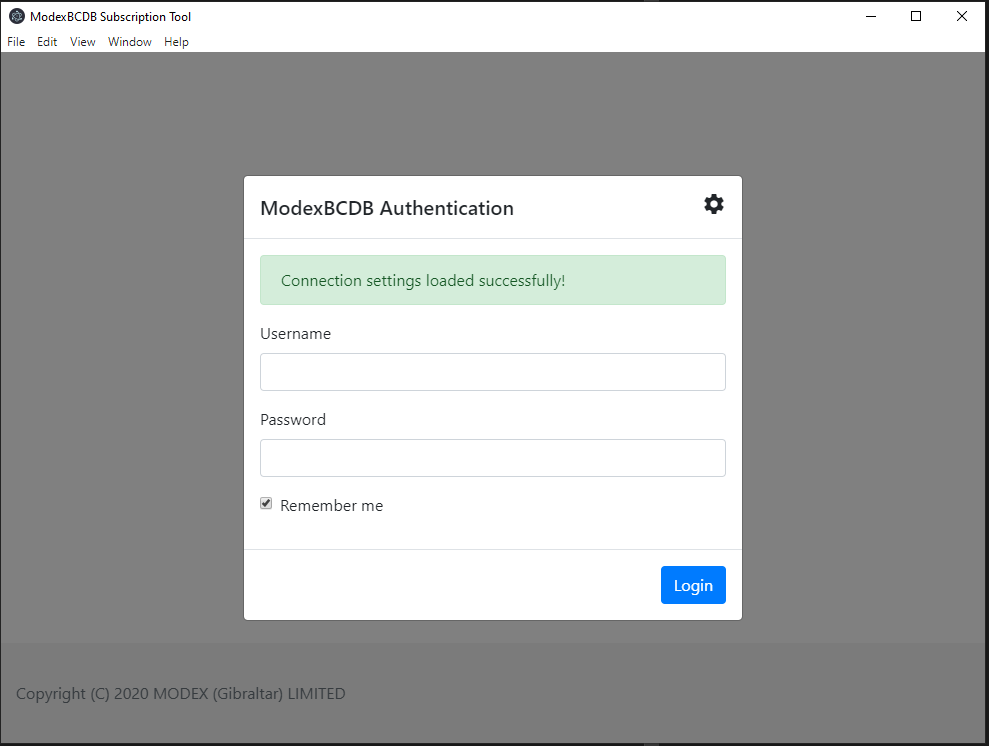 ModexBCDB Subscription Tool
File Edit View Window Help
ModexBCDB Authentication
Connection settings loaded successfully!
Username
Password
Remember me
Login
Copyright (C) 2020 MODEX (Gibraltar) LIMITED